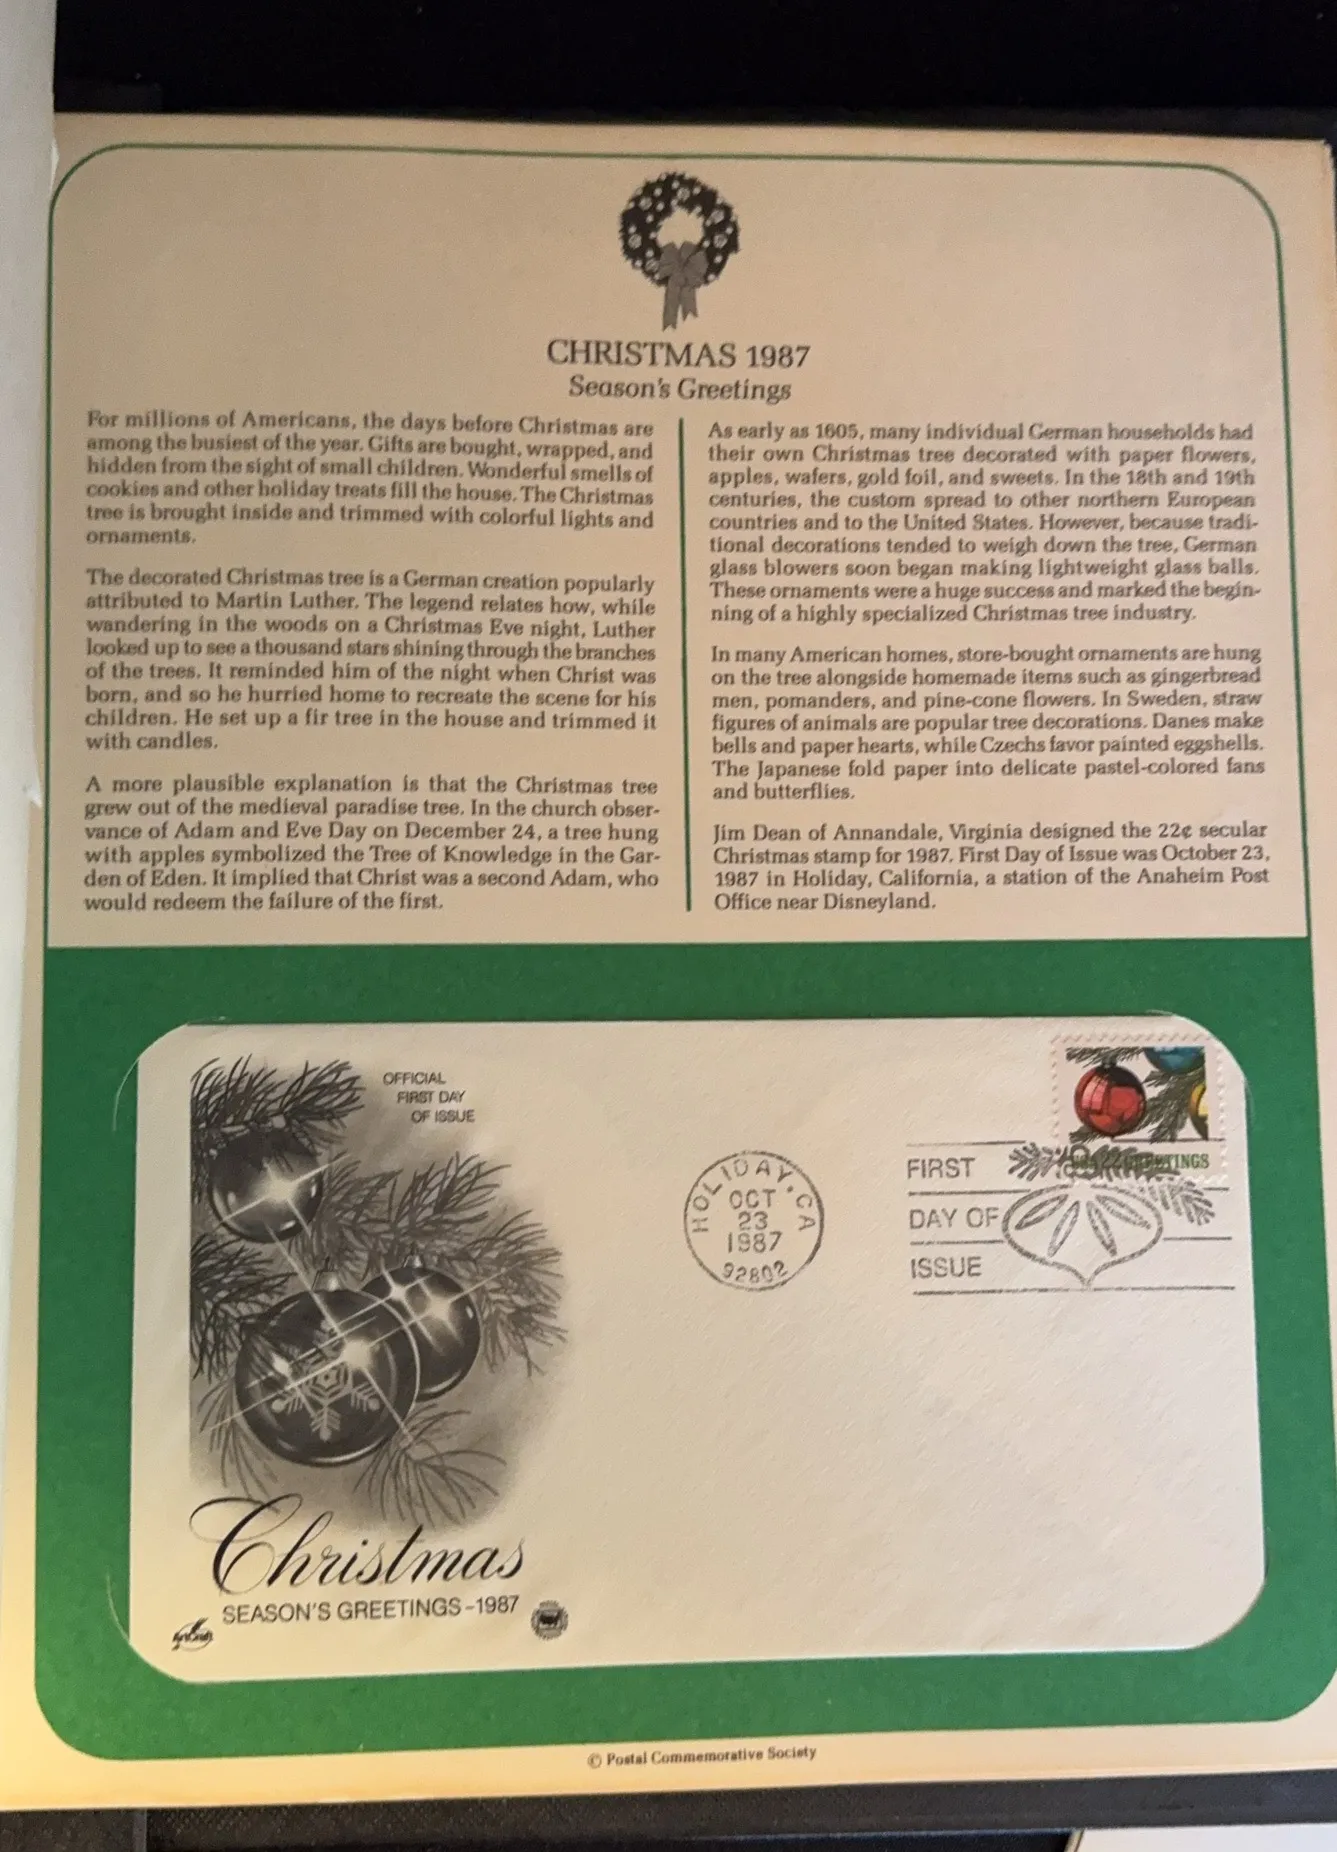 CHRISTMAS 1987
Season's Greetings
For millions of Americans, the days before Christmas are
among the busiest of the year. Gifts are bought, wrapped, and
hidden from the sight of small children. Wonderful smells of
cookies and other holiday treats fill the house. The Christmas
tree is brought inside and trimmed with colorful lights and
ornaments.
The decorated Christmas tree is a German creation popularly
attributed to Martin Luther. The legend relates how, while
wandering in the woods on a Christmas Eve night, Luther
looked up to see a thousand stars shining through the branches
of the trees. It reminded him of the night when Christ was
born, and so he hurried home to recreate the scene for his
children. He set up a fir tree in the house and trimmed it
with candles.
A more plausible explanation is that the Christmas tree
grew out of the medieval paradise tree. In the church obser-
vance of Adam and Eve Day on December 24, a tree hung
with apples symbolized the Tree of Knowledge in the Gar-
den of Eden. It implied that Christ was a second Adam, who
would redeem the failure of the first.
As early as 1605, many individual German households had
their own Christmas tree decorated with paper flowers,
apples, wafers, gold foil, and sweets. In the 18th and 19th
centuries, the custom spread to other northern European
countries and to the United States. However, because tradi-
tional decorations tended to weigh down the tree, German
glass blowers soon began making lightweight glass balls.
These ornaments were a huge success and marked the begin-
ning of a highly specialized Christmas tree industry.
In many American homes, store-bought ornaments are hung
on the tree alongside homemade items such as gingerbread
men, pomanders, and pine-cone flowers. In Sweden, straw
figures of animals are popular tree decorations. Danes make
bells and paper hearts, while Czechs favor painted eggshells.
The Japanese fold paper into delicate pastel-colored fans
and butterflies.
Jim Dean of Annandale, Virginia designed the 22¢ secular
Christmas stamp for 1987. First Day of Issue was October 23,
1987 in Holiday, California, a station of the Anaheim Post
Office near Disneyland.
OFFICIAL
FIRST DAY
OF ISSUE
HOLIDAY, CA
OCT
23
1987
92802
22 GREETINGS
FIRST
DAY OF
ISSUE
Christmas
SEASON'S GREETINGS - 1987
ArtCraft
© Postal Commemorative Society